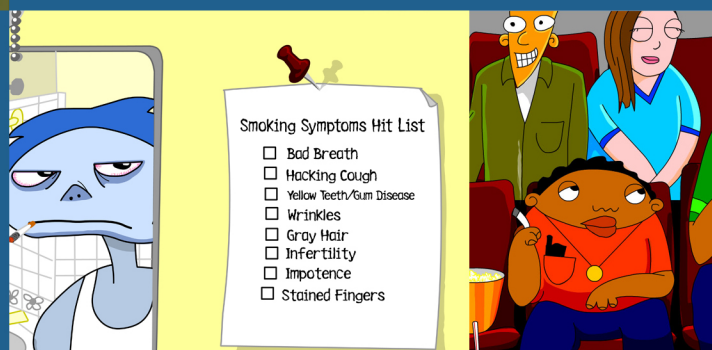 Smoking Symptoms Hit List
Bad Breath
Hacking Cough
Yellow Teeth/Gum Disease
Wrinkles
Gray Hair
Infertility
Impotence
Stained Fingers